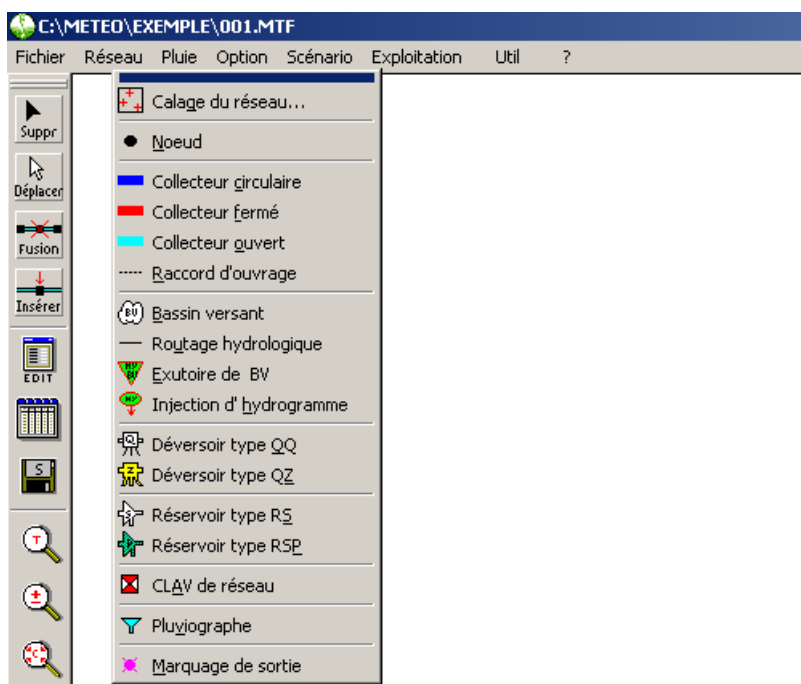 C:\METEO\EXEMPLE\001.MTF
Fichier Réseau Pluie Option Scénario Exploitation Util ?
Suppr
Déplacer
Fusion
Insérer
EDIT
S
T
±
C
Calage du réseau...
Noeud
Collecteur circulaire
Collecteur fermé
Collecteur ouvert
Raccord d'ouvrage
BV Bassin versant
Routage hydrologique
HY BV Exutoire de BV
HY Injection d' hydrogramme
Q Déversoir type QQ
Z Déversoir type QZ
S Réservoir type RS
P Réservoir type RSP
CLAV de réseau
Pluviographe
Marquage de sortie